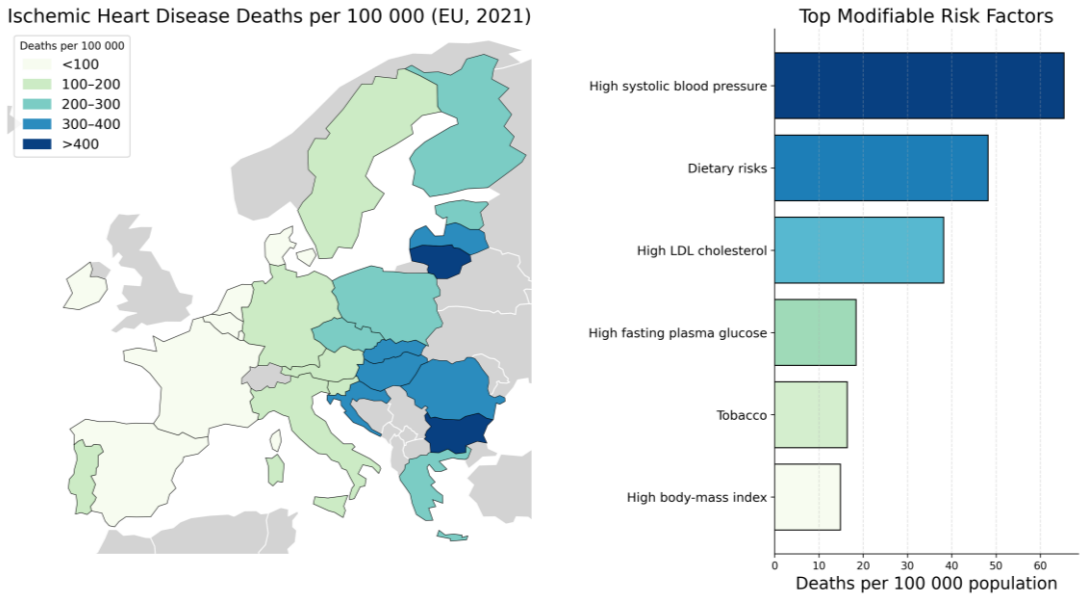 Ischemic Heart Disease Deaths per 100 000 (EU, 2021)
Deaths per 100 000
<100
100–200
200–300
300–400
>400
Top Modifiable Risk Factors
High systolic blood pressure
Dietary risks
High LDL cholesterol
High fasting plasma glucose
Tobacco
High body-mass index
0 10 20 30 40 50 60
Deaths per 100 000 population